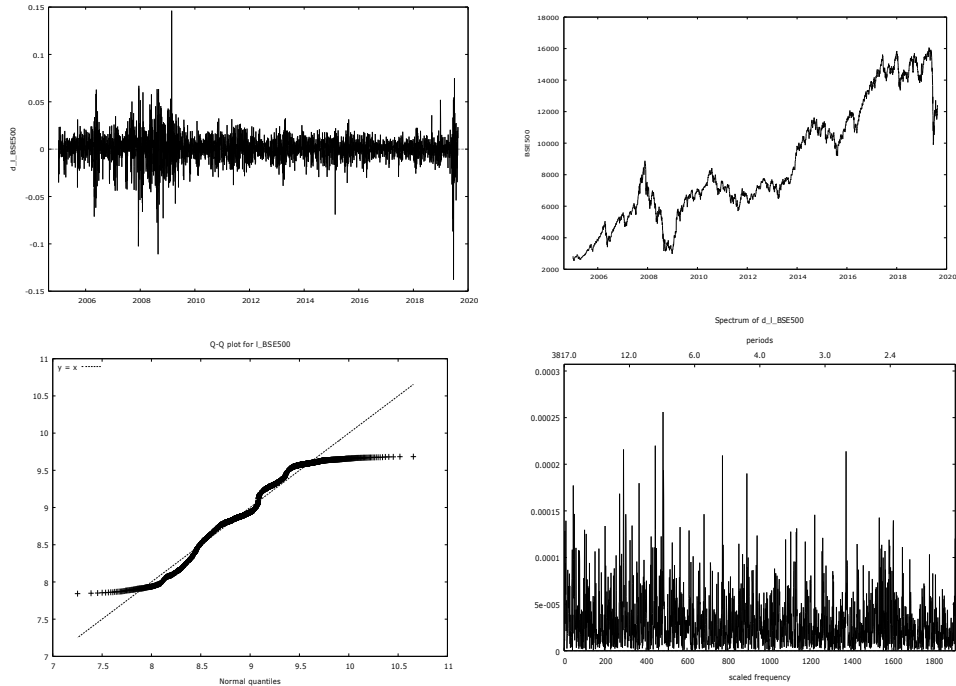 0.15
0.1
0.05
0
-0.05
-0.1
-0.15
d_l_BSE500
2006 2008 2010 2012 2014 2016 2018 2020
18000
16000
14000
12000
10000
8000
6000
4000
2000
BSE500
2006 2008 2010 2012 2014 2016 2018 2020
Q-Q plot for l_BSE500
y = x
11
10.5
10
9.5
9
8.5
8
7.5
7
7 7.5 8 8.5 9 9.5 10 10.5 11
Normal quantiles
Spectrum of d_l_BSE500
periods
3817.0 12.0 6.0 4.0 3.0 2.4
0.0003
0.00025
0.0002
0.00015
0.0001
5e-005
0
0 200 400 600 800 1000 1200 1400 1600 1800
scaled frequency